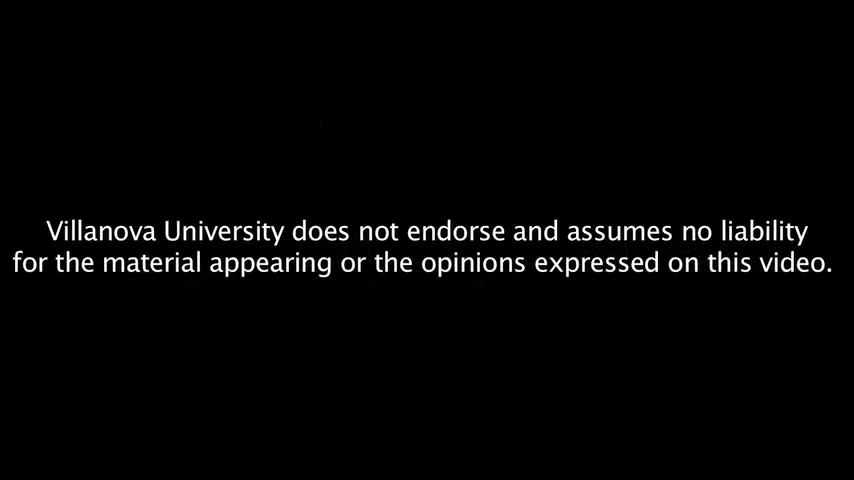 Villanova University does not endorse and assumes no liability
for the material appearing or the opinions expressed on this video.